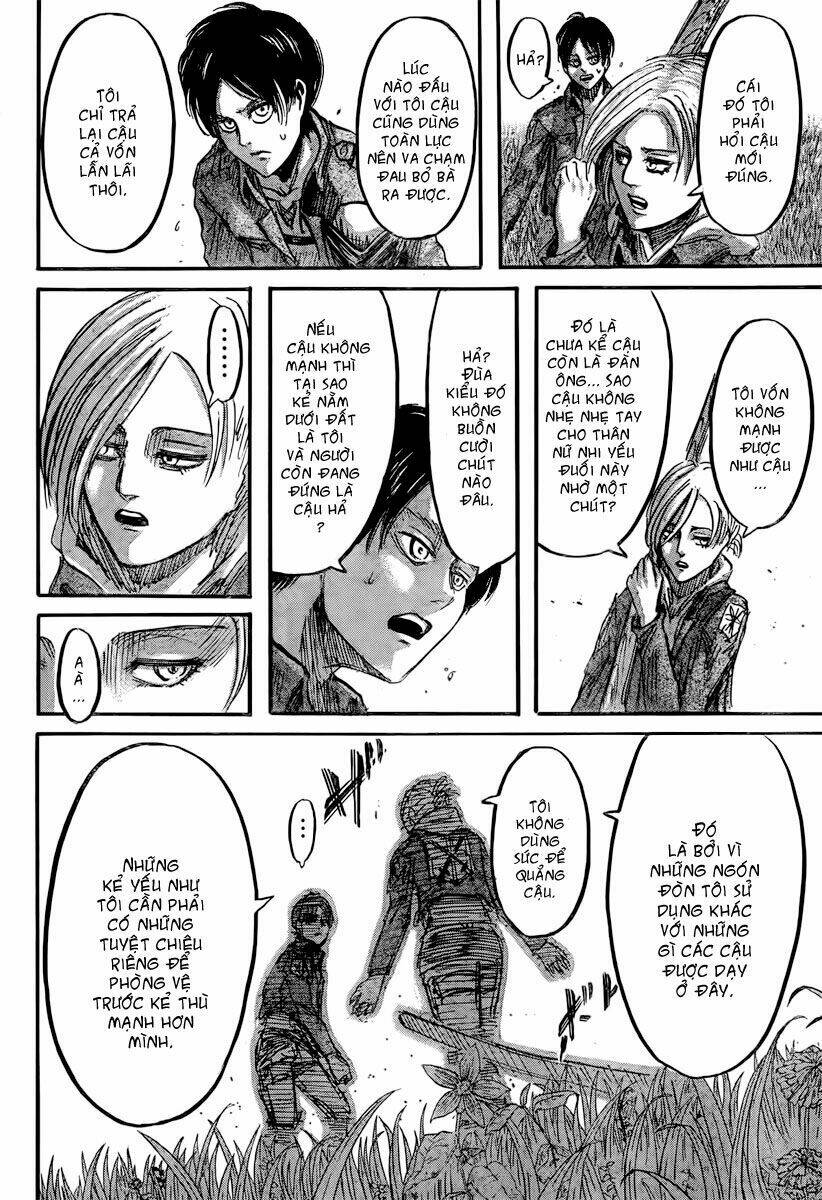 CÁI
ĐÓ TÔI
PHẢI
HỎI CẬU
MỚI
ĐÚNG.
HẢ?
LÚC
NÀO ĐẤU
VỚI TÔI CẬU
CŨNG DÙNG
TOÀN LỰC
NÊN VA CHẠM
ĐAU BỎ BÀ
RA ĐƯỢC.
TÔI
CHỈ TRẢ
LẠI CẬU
CẢ VỐN
LẪN LÃI
THÔI.
TÔI VỐN
KHÔNG
MẠNH
ĐƯỢC
NHƯ CẬU
...
ĐÓ LÀ
CHƯA KỂ CẬU
CÒN LÀ ĐÀN
ÔNG... SAO
CẬU KHÔNG
NHẸ NHẸ TAY
CHO THÂN
NỮ NHI YẾU
ĐUỐI NÀY
NHỜ MỘT
CHÚT?
HẢ?
ĐÙA
KIỂU ĐÓ
KHÔNG
BUỒN
CƯỜI
CHÚT
NÀO
ĐÂU.
NẾU
CẬU KHÔNG
MẠNH THÌ
TẠI SAO
KẺ NẰM
DƯỚI ĐẤT
LÀ TÔI
VÀ NGƯỜI
CÒN ĐANG
ĐỨNG LÀ
CẬU HẢ
?
......
A
À
...
ĐÓ
LÀ BỞI VÌ
NHỮNG NGÓN
ĐÒN TÔI SỬ
DỤNG KHÁC
VỚI NHỮNG
GÌ CÁC CẬU
ĐƯỢC DẠY
Ở ĐÂY.
TÔI
KHÔNG
DÙNG
SỨC ĐỂ
QUẲNG
CẬU.
...
NHỮNG
KẺ YẾU NHƯ
TÔI CẦN PHẢI
CÓ NHỮNG
TUYỆT CHIÊU
RIÊNG ĐỂ
PHÒNG VỆ
TRƯỚC KẺ THÙ
MẠNH HƠN
MÌNH.